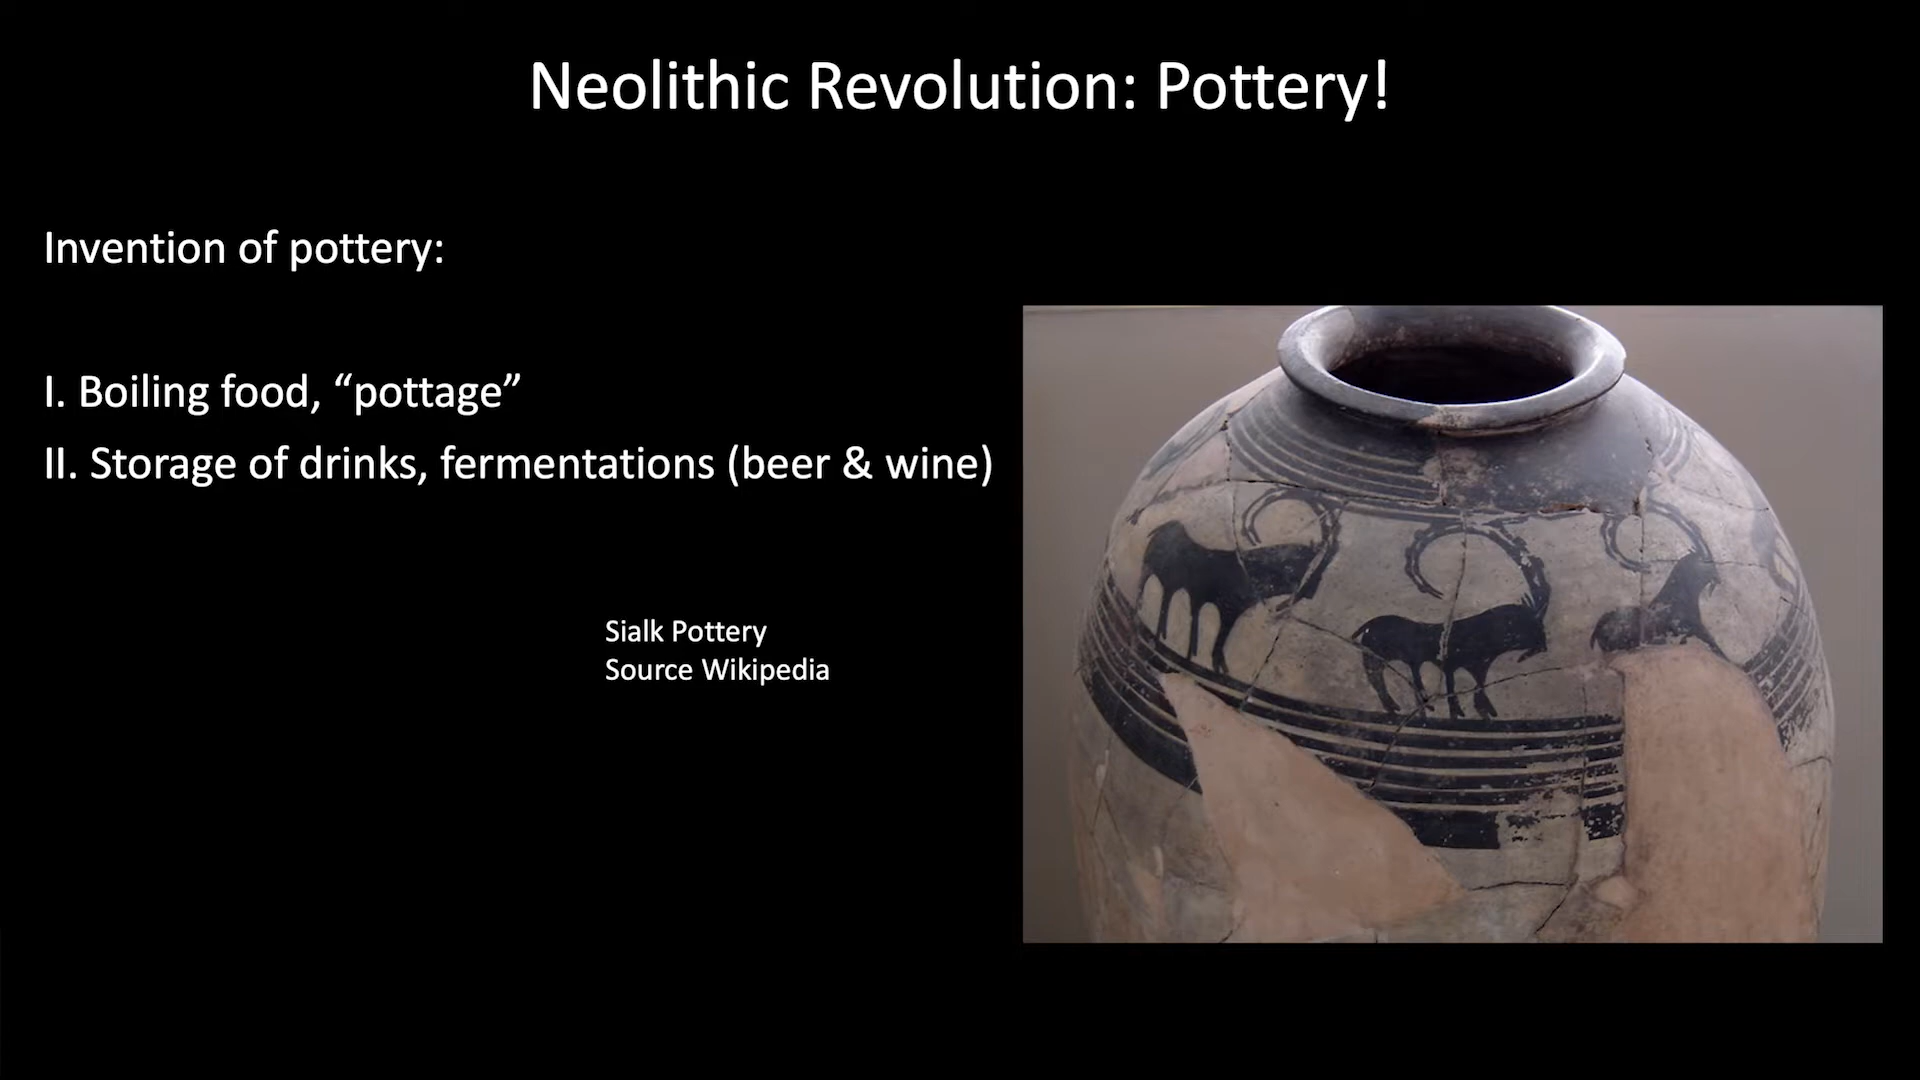 Neolithic Revolution: Pottery!
Invention of pottery:
I. Boiling food, “pottage”
II. Storage of drinks, fermentations (beer & wine)
Sialk Pottery
Source Wikipedia